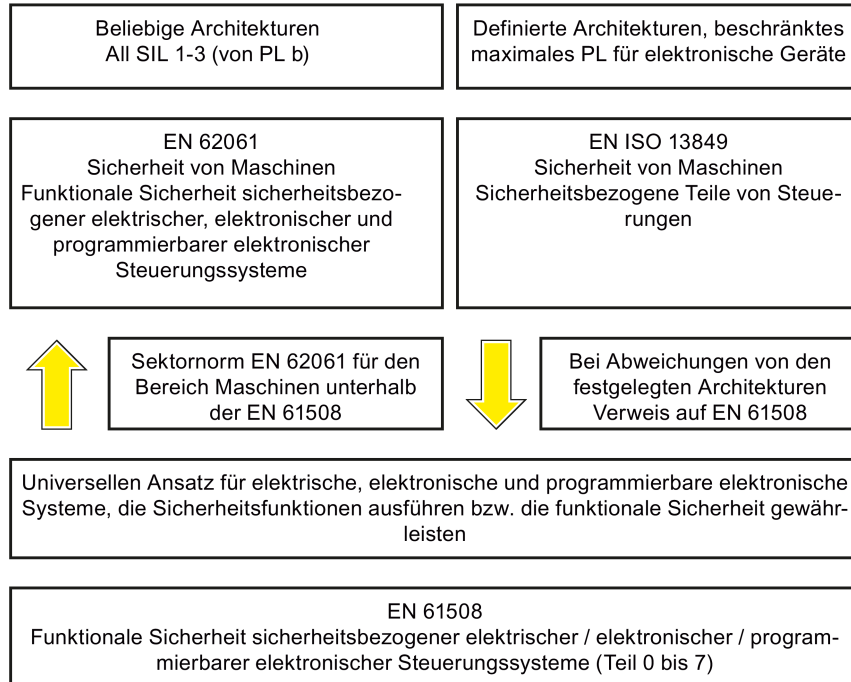 Beliebige Architekturen
All SIL 1-3 (von PL b)
Definierte Architekturen, beschränktes
maximales PL für elektronische Geräte
EN 62061
Sicherheit von Maschinen
Funktionale Sicherheit sicherheitsbezo-
gener elektrischer, elektronischer und
programmierbarer elektronischer
Steuerungssysteme
EN ISO 13849
Sicherheit von Maschinen
Sicherheitsbezogene Teile von Steue-
rungen
Sektornorm EN 62061 für den
Bereich Maschinen unterhalb
der EN 61508
Bei Abweichungen von den
festgelegten Architekturen
Verweis auf EN 61508
Universellen Ansatz für elektrische, elektronische und programmierbare elektronische
Systeme, die Sicherheitsfunktionen ausführen bzw. die funktionale Sicherheit gewähr-
leisten
EN 61508
Funktionale Sicherheit sicherheitsbezogener elektrischer / elektronischer / program-
mierbarer elektronischer Steuerungssysteme (Teil 0 bis 7)